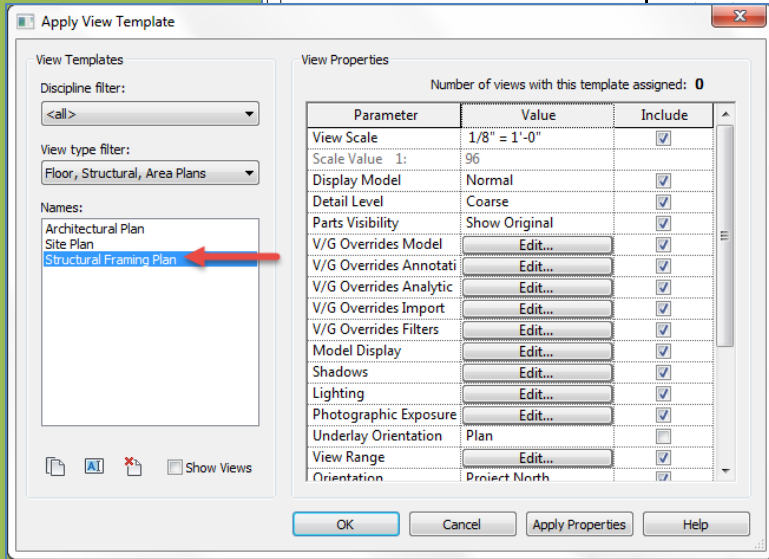 Apply View Template
View Templates
Discipline filter:
<all>
View type filter:
Floor, Structural, Area Plans
Names:
Architectural Plan
Site Plan
Structural Framing Plan
Show Views
View Properties
Number of views with this template assigned: 0
Parameter Value Include
View Scale 1/8" = 1'-0"
Scale Value 1: 96
Display Model Normal
Detail Level Coarse
Parts Visibility Show Original
V/G Overrides Model Edit...
V/G Overrides Annotati Edit...
V/G Overrides Analytic Edit...
V/G Overrides Import Edit...
V/G Overrides Filters Edit...
Model Display Edit...
Shadows Edit...
Lighting Edit...
Photographic Exposure Edit...
Underlay Orientation Plan
View Range Edit...
Orientation Project North
OK Cancel Apply Properties Help